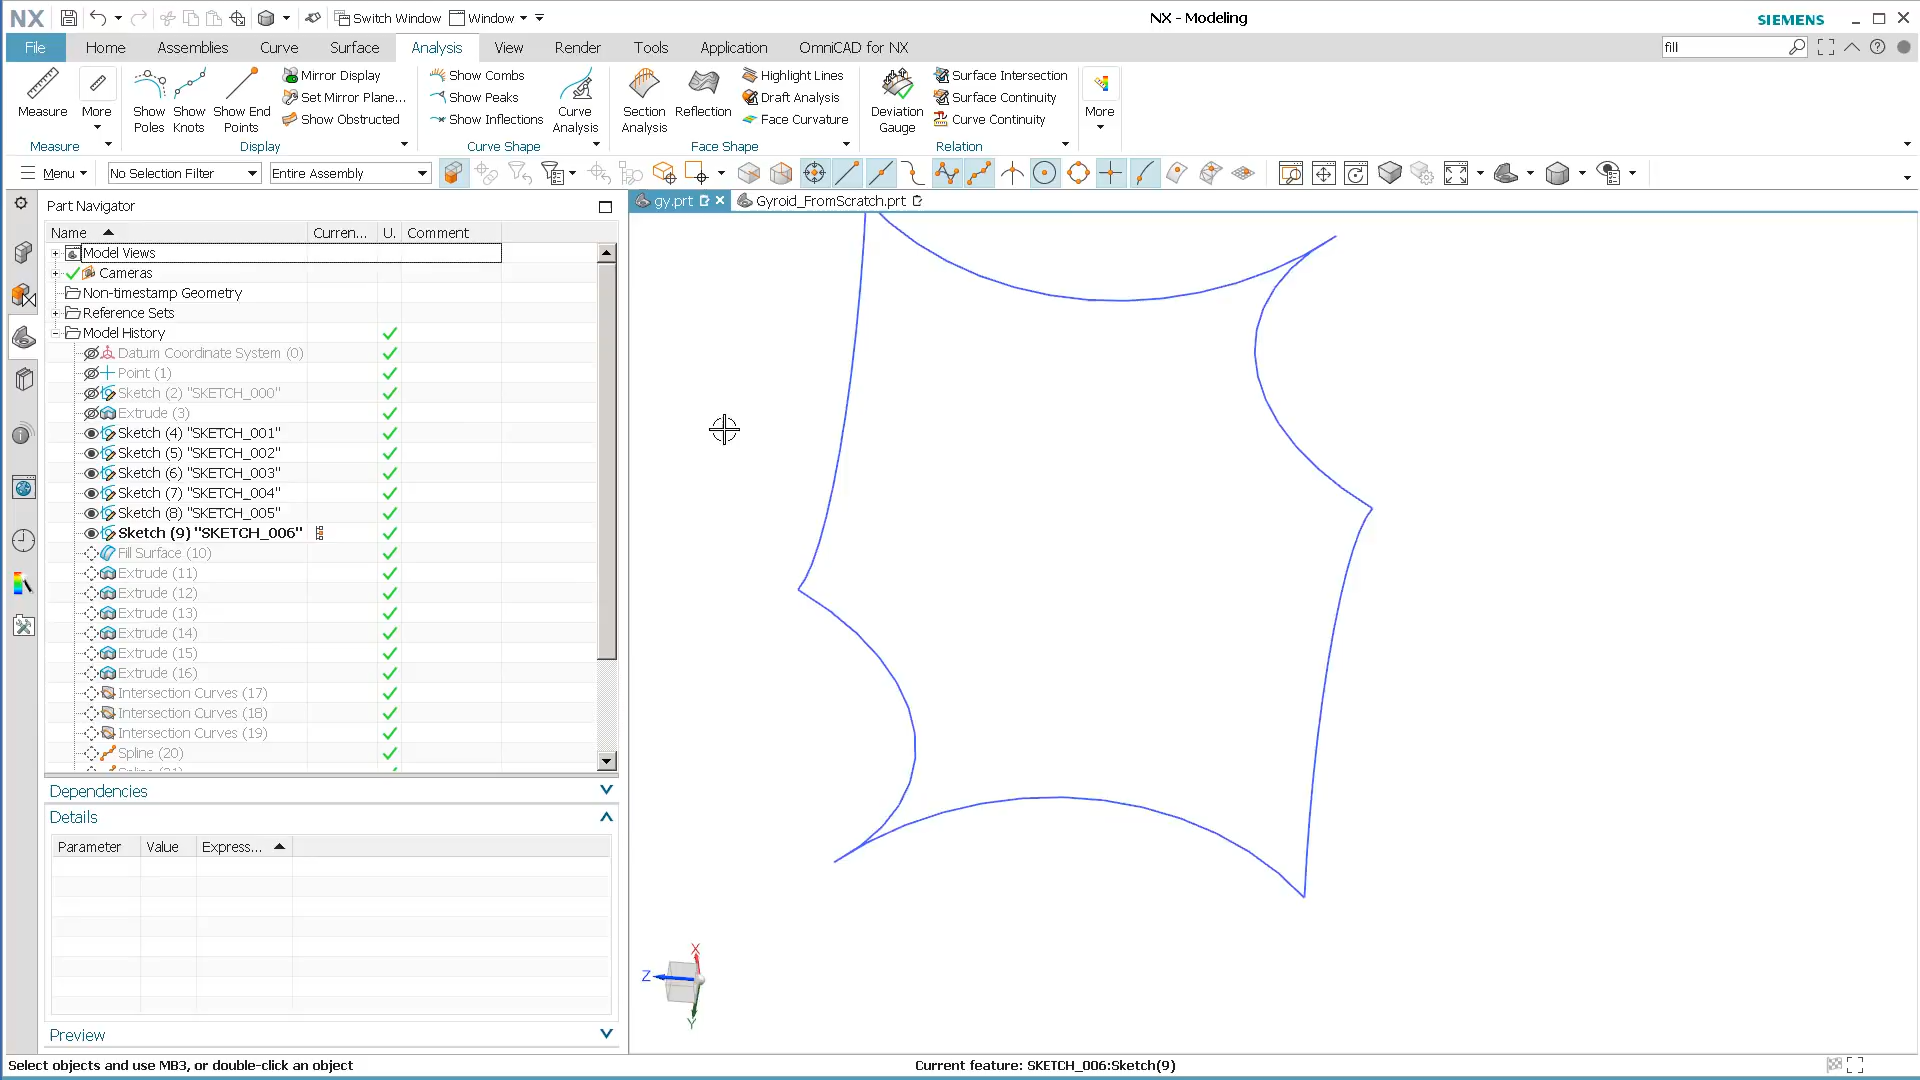 NX
Switch Window
Window
NX - Modeling
SIEMENS
File
Home
Assemblies
Curve
Surface
Analysis
View
Render
Tools
Application
OmniCAD for NX
fill
Measure
More
Show Poles
Show Knots
Show End Points
Mirror Display
Set Mirror Plane...
Show Obstructed
Show Combs
Show Peaks
Show Inflections
Curve Analysis
Section Analysis
Reflection
Highlight Lines
Draft Analysis
Face Curvature
Deviation Gauge
Surface Intersection
Surface Continuity
Curve Continuity
More
Measure
Display
Curve Shape
Face Shape
Relation
Menu
No Selection Filter
Entire Assembly
Part Navigator
gy.prt
Gyroid_FromScratch.prt
Name
Curren...
U.
Comment
Model Views
Cameras
Non-timestamp Geometry
Reference Sets
Model History
Datum Coordinate System (0)
Point (1)
Sketch (2) "SKETCH_000"
Extrude (3)
Sketch (4) "SKETCH_001"
Sketch (5) "SKETCH_002"
Sketch (6) "SKETCH_003"
Sketch (7) "SKETCH_004"
Sketch (8) "SKETCH_005"
Sketch (9) "SKETCH_006"
Fill Surface (10)
Extrude (11)
Extrude (12)
Extrude (13)
Extrude (14)
Extrude (15)
Extrude (16)
Intersection Curves (17)
Intersection Curves (18)
Intersection Curves (19)
Spline (20)
Dependencies
Details
Parameter
Value
Express...
Preview
X
Z
Y
Select objects and use MB3, or double-click an object
Current feature: SKETCH_006:Sketch(9)